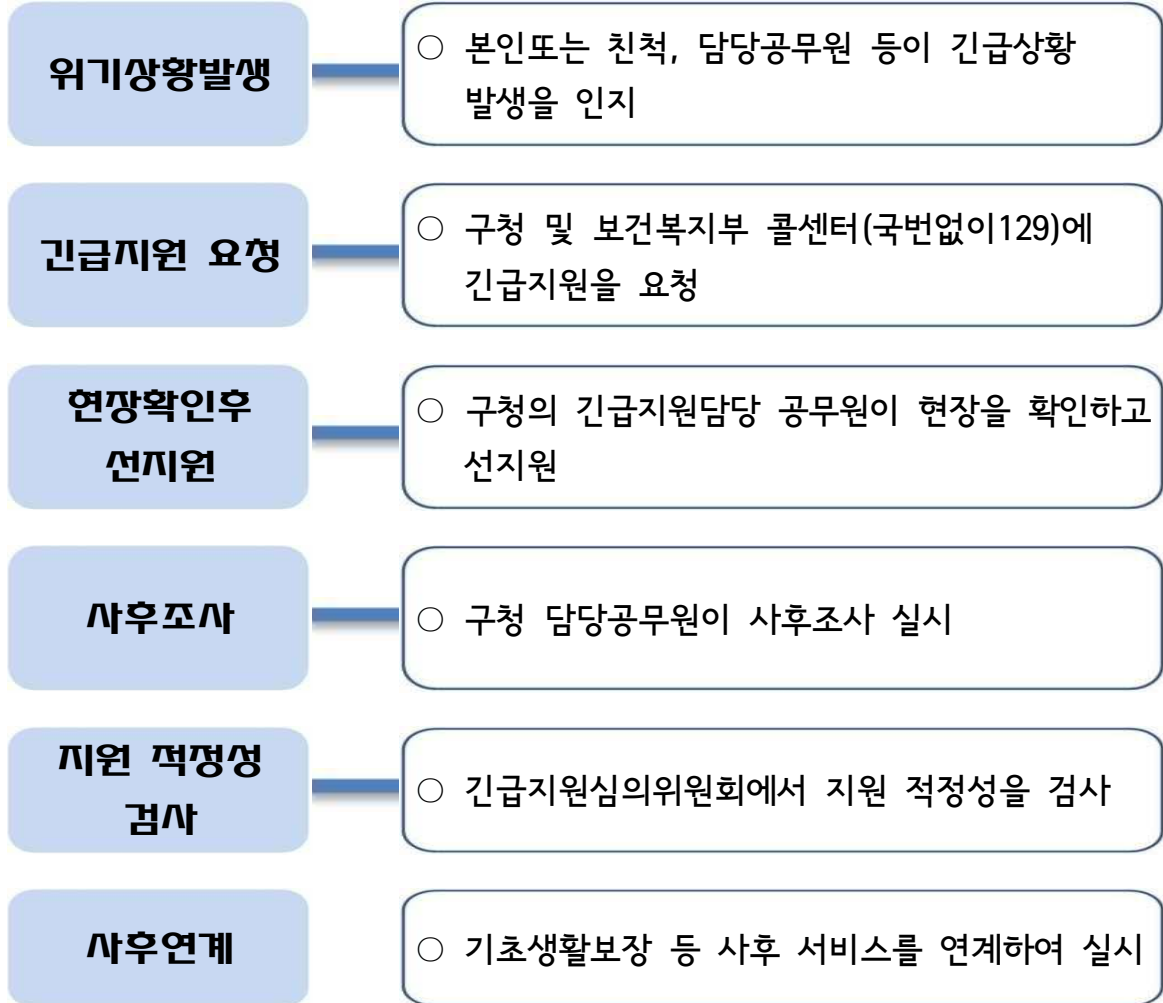 위기상황발생
○ 본인또는 친척, 담당공무원 등이 긴급상황
발생을 인지
긴급지원 요청
○ 구청 및 보건복지부 콜센터(국번없이129)에
긴급지원을 요청
현장확인후
선지원
○ 구청의 긴급지원담당 공무원이 현장을 확인하고
선지원
사후조사
○ 구청 담당공무원이 사후조사 실시
지원 적정성
검사
○ 긴급지원심의위원회에서 지원 적정성을 검사
사후연계
○ 기초생활보장 등 사후 서비스를 연계하여 실시